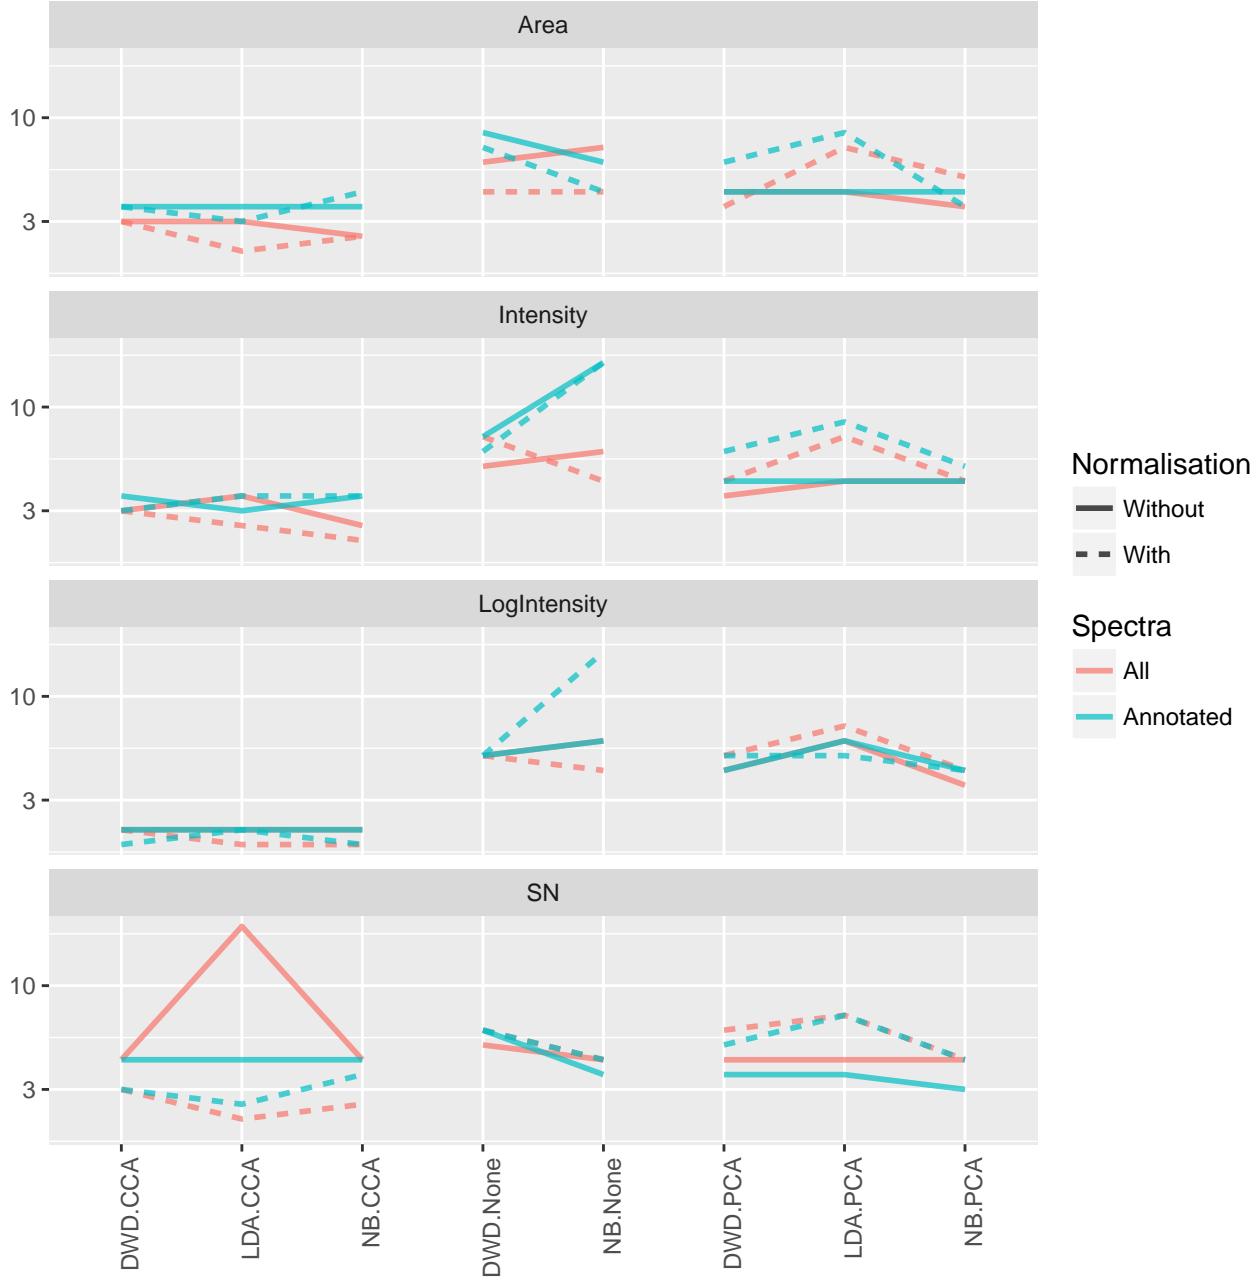 Area
10
3
Intensity
10
3
LogIntensity
10
3
SN
10
3
DWD.CCA
LDA.CCA
NB.CCA
DWD.None
NB.None
DWD.PCA
LDA.PCA
NB.PCA
Normalisation
Without
With
Spectra
All
Annotated